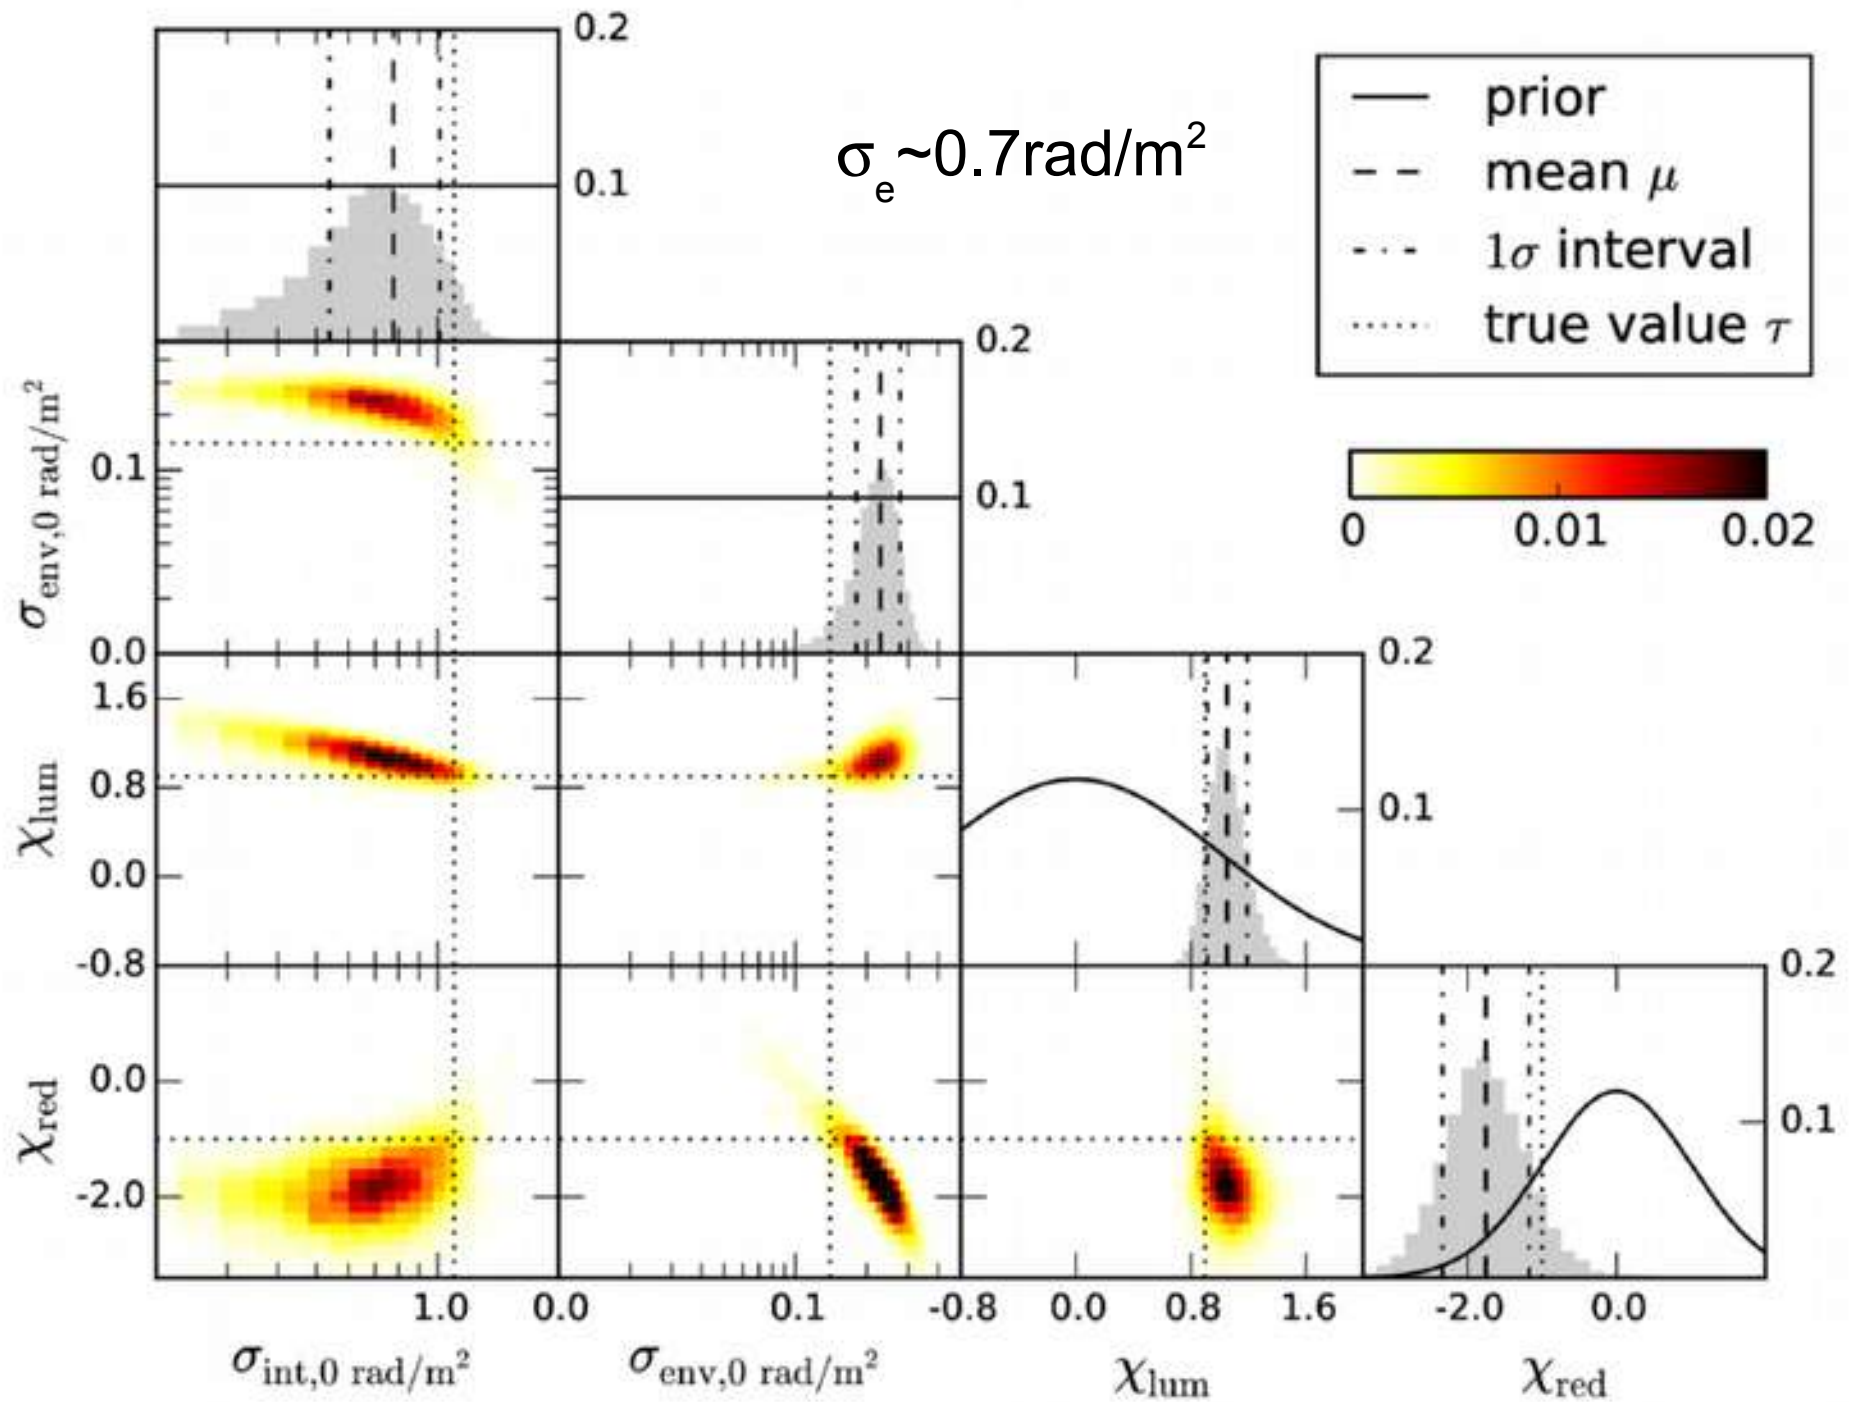 0.2
σe~0.7rad/m²
prior
mean μ
1σ interval
true value τ
0.1
0.2
σenv,0 rad/m²
0.1
0.0
0.1
0 0.01 0.02
0.2
χlum
1.6
0.8
0.0
-0.8
0.1
0.2
χred
0.0
-2.0
0.1
1.0 0.0 0.1 -0.8 0.0 0.8 1.6 -2.0 0.0
σint,0 rad/m² σenv,0 rad/m² χlum χred